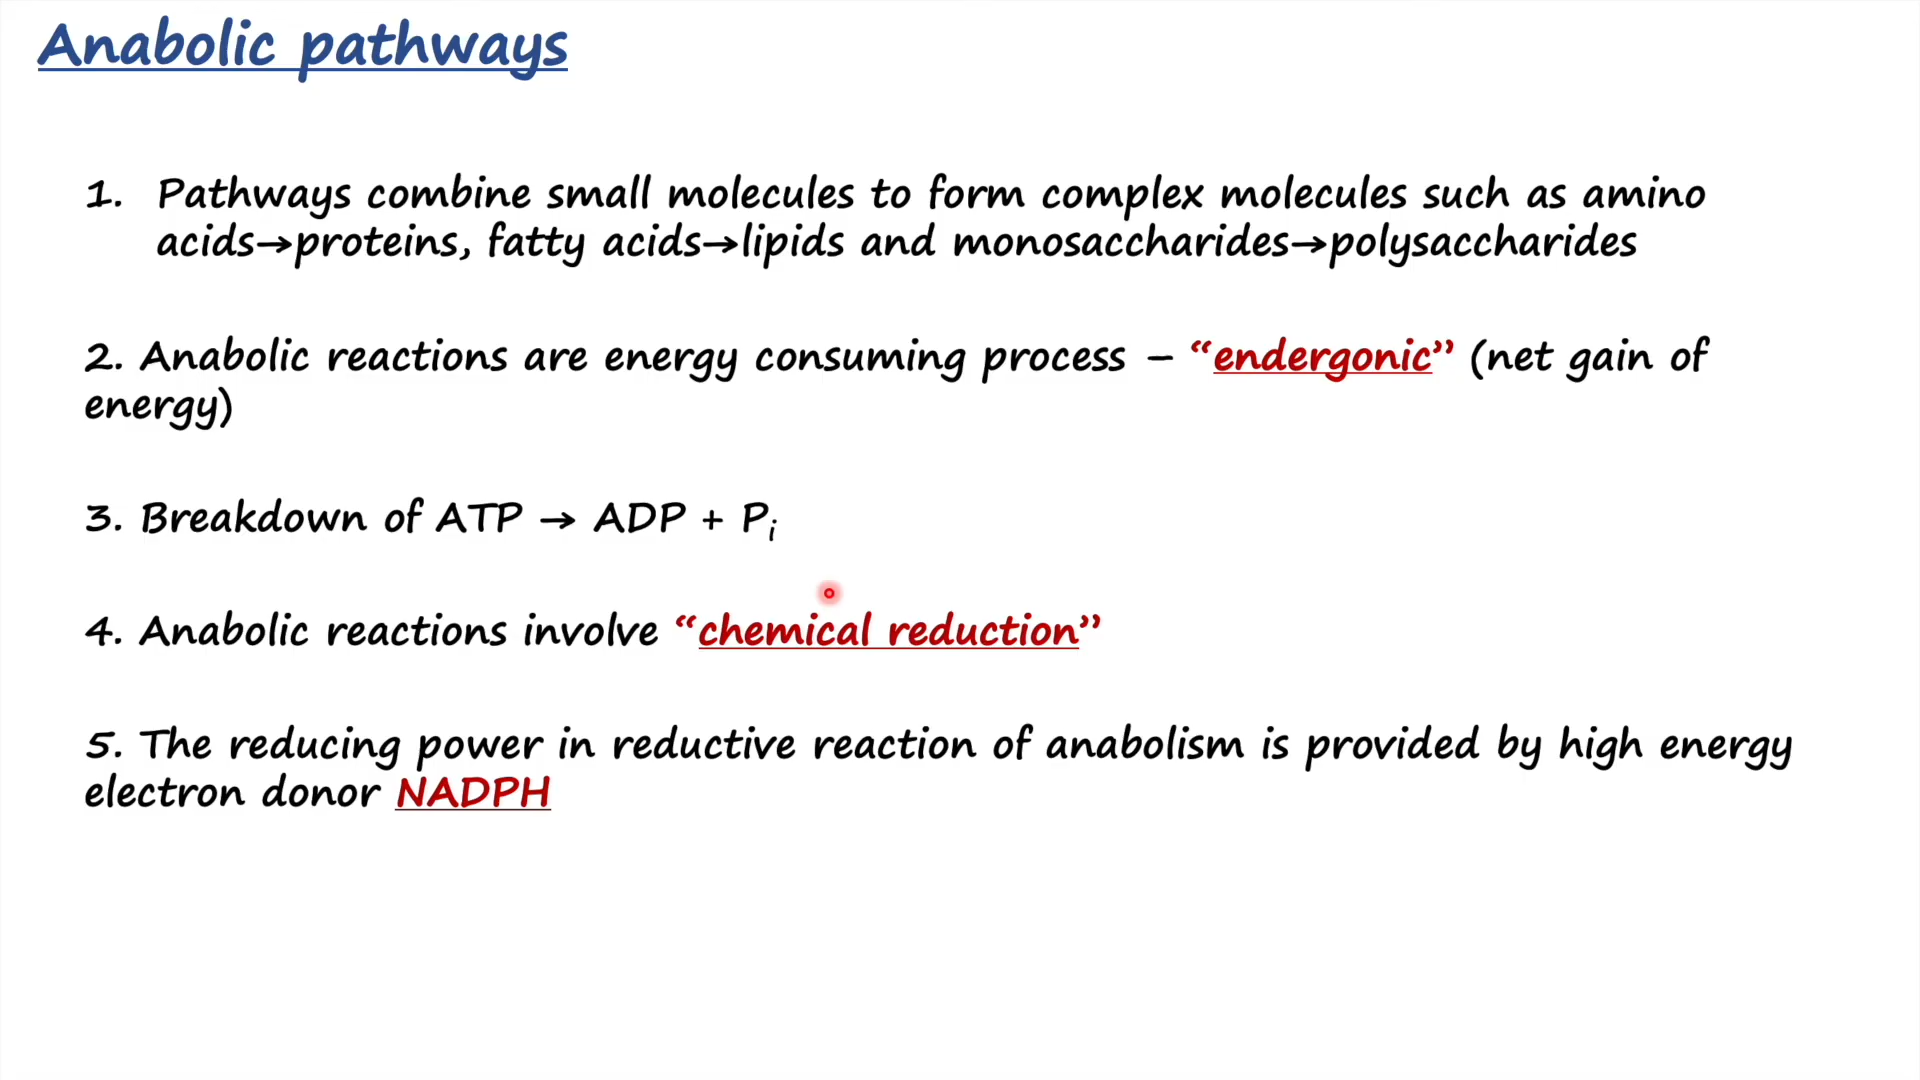 Anabolic pathways
1. Pathways combine small molecules to form complex molecules such as amino
acids→proteins, fatty acids→lipids and monosaccharides→polysaccharides
2. Anabolic reactions are energy consuming process – “endergonic” (net gain of
energy)
3. Breakdown of ATP → ADP + Pi
4. Anabolic reactions involve “chemical reduction”
5. The reducing power in reductive reaction of anabolism is provided by high energy
electron donor NADPH